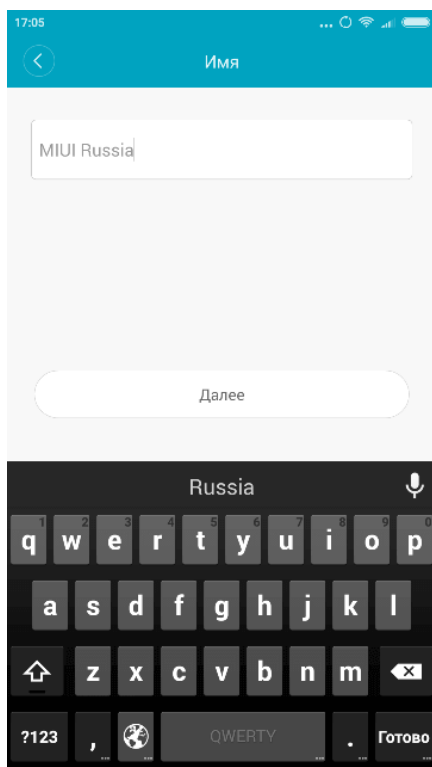 17:05 ...
Имя
MIUI Russia
Далее
Russia
1 2 3 4 5 6 7 8 9 0
q w e r t y u i o p
a s d f g h j k l
z x c v b n m
?123 , QWERTY . Готово